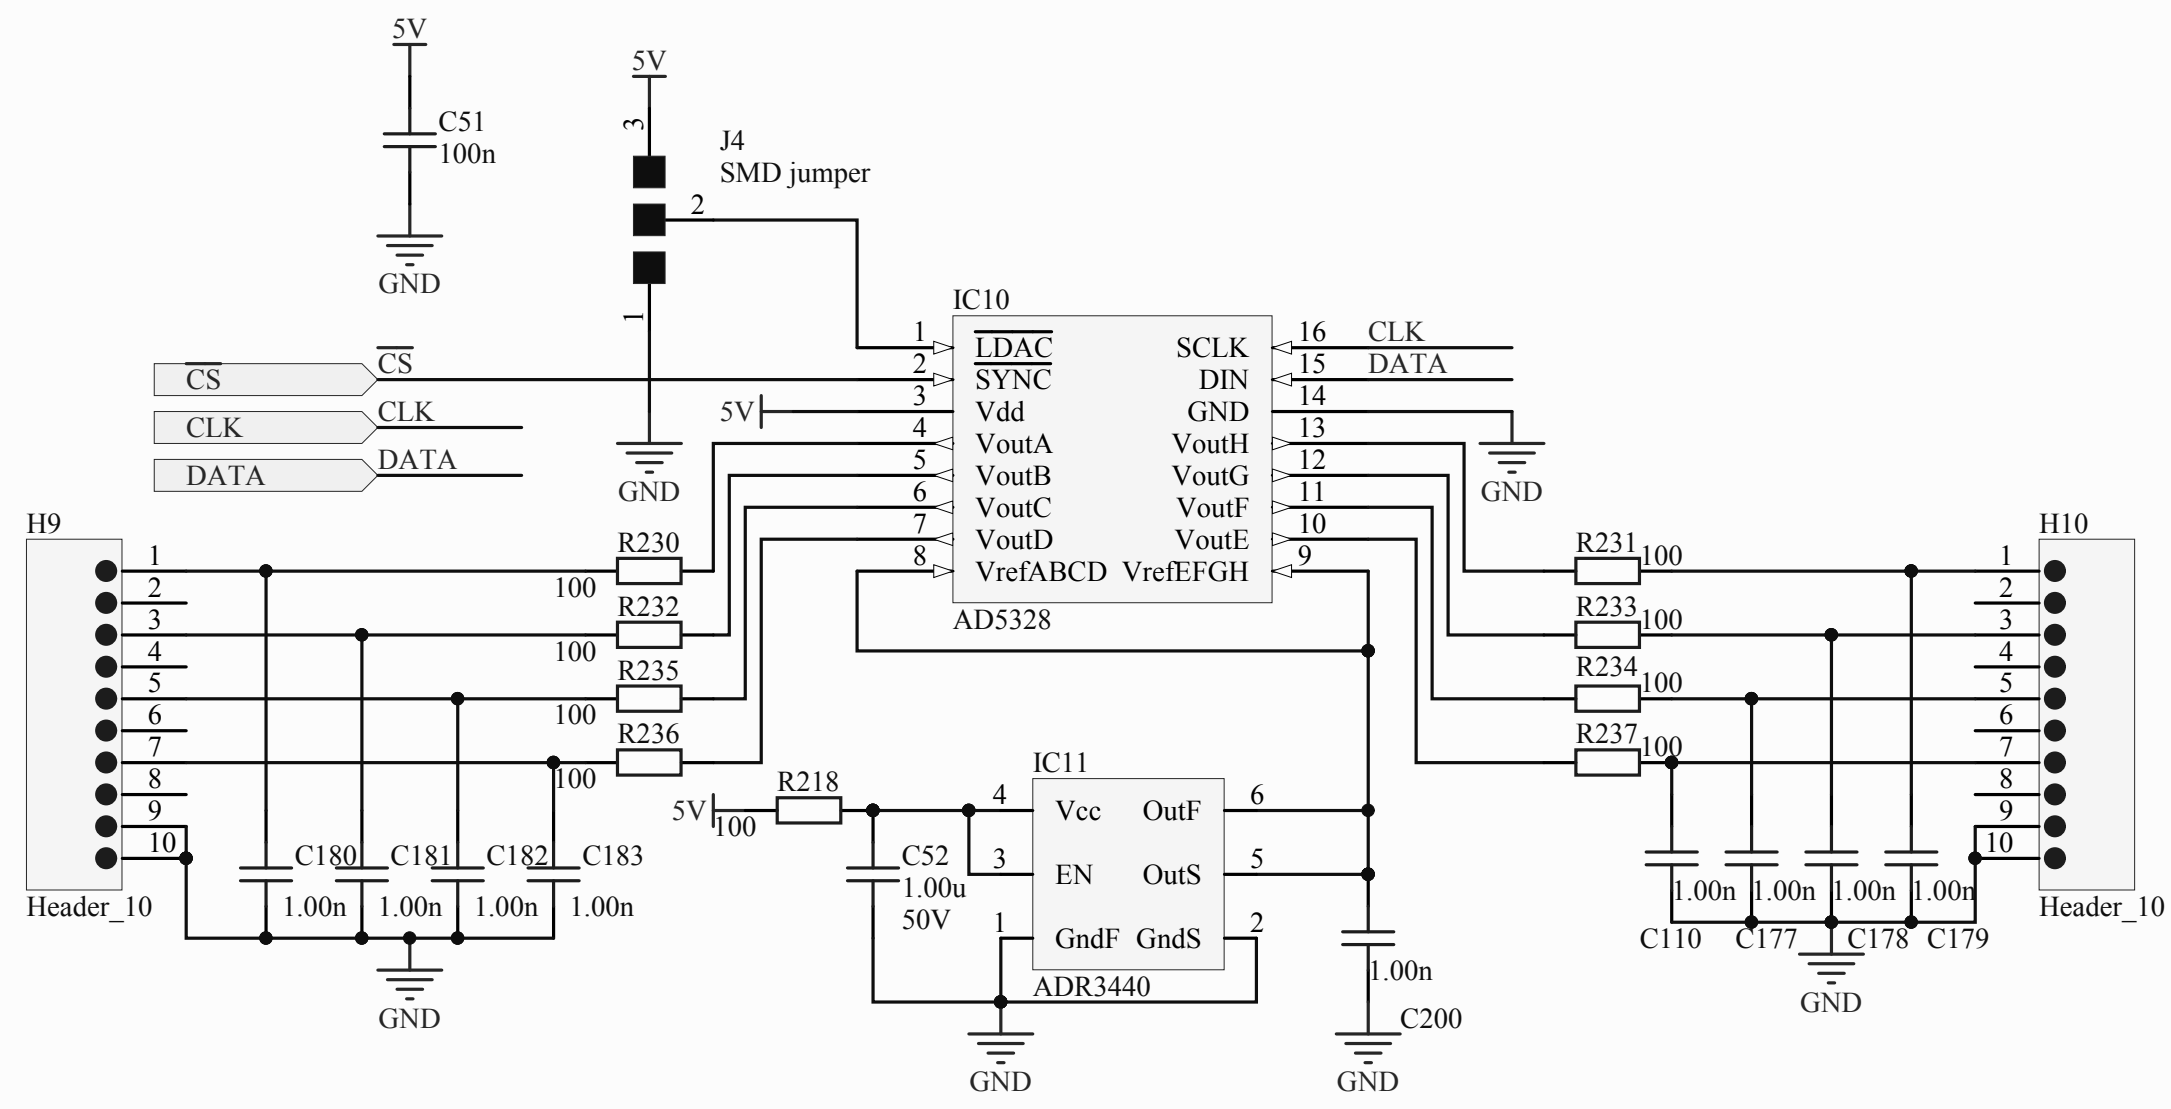 5V
C51
100n
GND
5V
3
J4
SMD jumper
2
1
GND
CS CS
CLK CLK
DATA DATA
IC10
1 LDAC SCLK 16 CLK
2 SYNC DIN 15 DATA
5V 3 Vdd GND 14
4 VoutA VoutH 13
5 VoutB VoutG 12
6 VoutC VoutF 11
7 VoutD VoutE 10
8 VrefABCD VrefEFGH 9
AD5328
GND
H9
1
2
3
4
5
6
7
8
9
10
Header_10
R230
100
R232
100
R235
100
R236
100
C180
1.00n
C181
1.00n
C182
1.00n
C183
1.00n
GND
5V
100
R218
C52
1.00u
50V
IC11
4 Vcc OutF 6
3 EN OutS 5
1 GndF GndS 2
ADR3440
GND
1.00n
C200
GND
R231
100
R233
100
R234
100
R237
100
1.00n
1.00n
1.00n
1.00n
C110
C177
C178
C179
GND
H10
1
2
3
4
5
6
7
8
9
10
Header_10